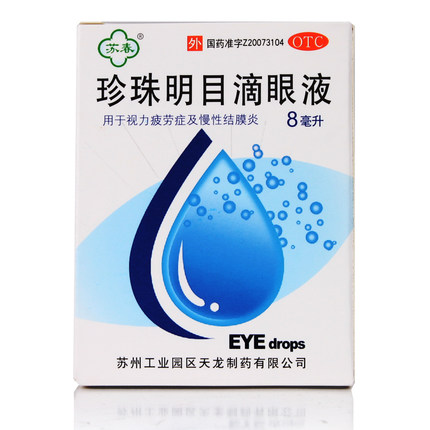 苏春®
外 国药准字Z20073104 OTC
珍珠明目滴眼液
用于视力疲劳症及慢性结膜炎 8毫升
EYE drops
苏州工业园区天龙制药有限公司